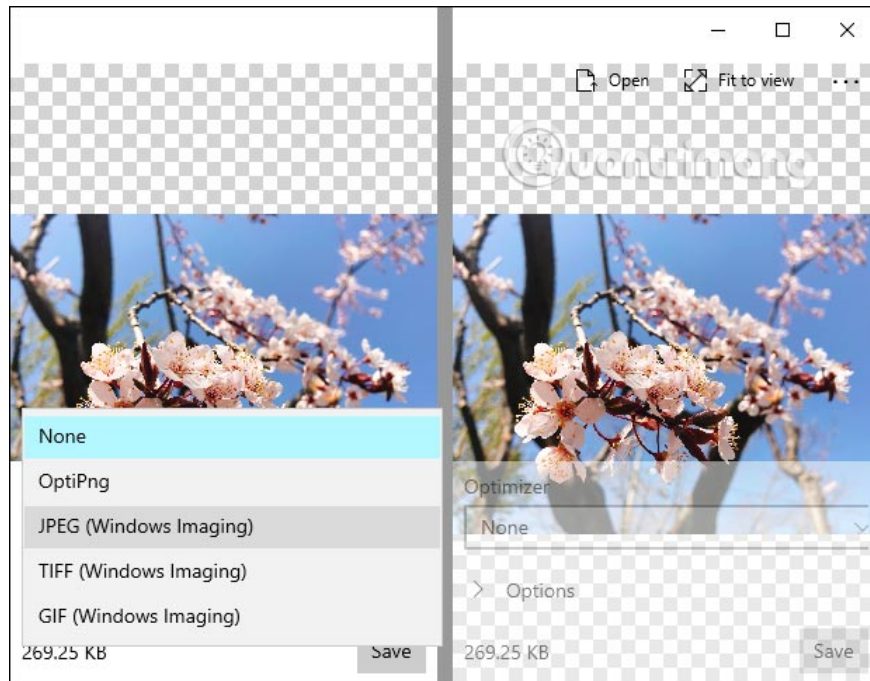 Open
Fit to view
Quantrimang
None
OptiPng
JPEG (Windows Imaging)
TIFF (Windows Imaging)
GIF (Windows Imaging)
269.25 KB
Save
Optimizer
None
Options
269.25 KB
Save